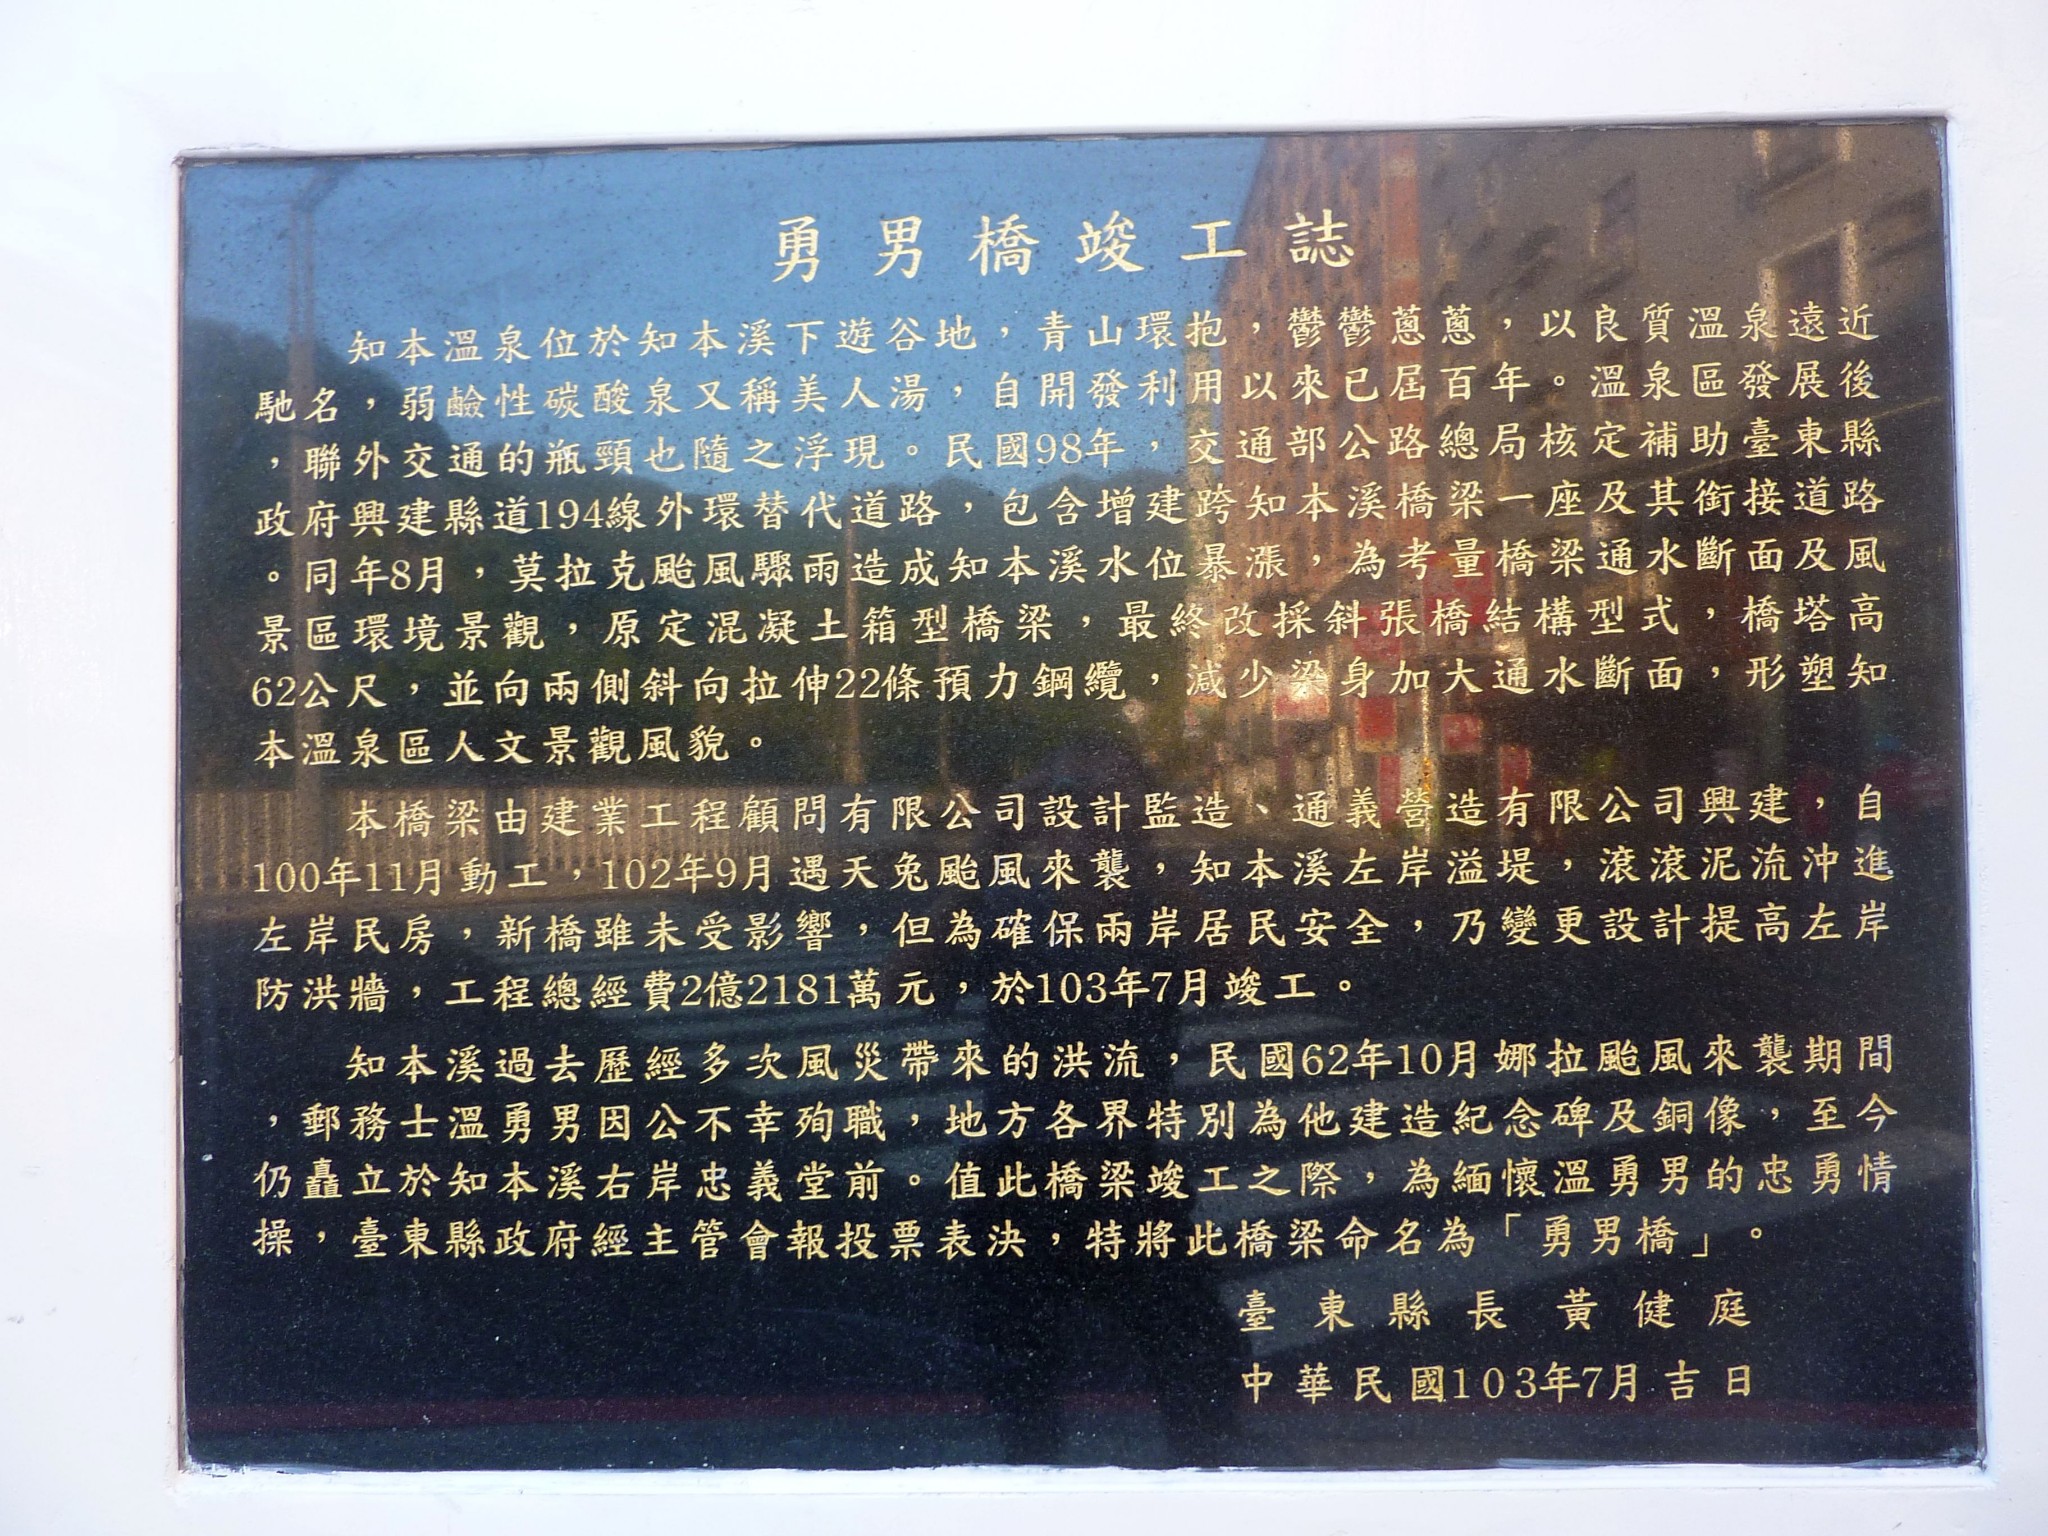 勇男橋竣工誌
知本溫泉位於知本溪下遊谷地，青山環抱，鬱鬱蔥蔥，以良質溫泉遠近
馳名，弱鹼性碳酸泉又稱美人湯，自開發利用以來已屆百年。溫泉區發展後
，聯外交通的瓶頸也隨之浮現。民國98年，交通部公路總局核定補助臺東縣
政府興建縣道194線外環替代道路，包含增建跨知本溪橋梁一座及其銜接道路
。同年8月，莫拉克颱風驟雨造成知本溪水位暴漲，為考量橋梁通水斷面及風
景區環境景觀，原定混凝土箱型橋梁，最終改採斜張橋結構型式，橋塔高
62公尺，並向兩側斜向拉伸22條預力鋼纜，減少梁身加大通水斷面，形塑知
本溫泉區人文景觀風貌。
本橋梁由建業工程顧問有限公司設計監造、通義營造有限公司興建，自
100年11月動工，102年9月遇天兔颱風來襲，知本溪左岸溢堤，滾滾泥流沖進
左岸民房，新橋雖未受影響，但為確保兩岸居民安全，乃變更設計提高左岸
防洪牆，工程總經費2億2181萬元，於103年7月竣工。
知本溪過去歷經多次風災帶來的洪流，民國62年10月娜拉颱風來襲期間
，郵務士溫勇男因公不幸殉職，地方各界特別為他建造紀念碑及銅像，至今
仍矗立於知本溪右岸忠義堂前。值此橋梁竣工之際，為緬懷溫勇男的忠勇情
操，臺東縣政府經主管會報投票表決，特將此橋梁命名為「勇男橋」。
臺東縣長 黃健庭
中華民國103年7月吉日